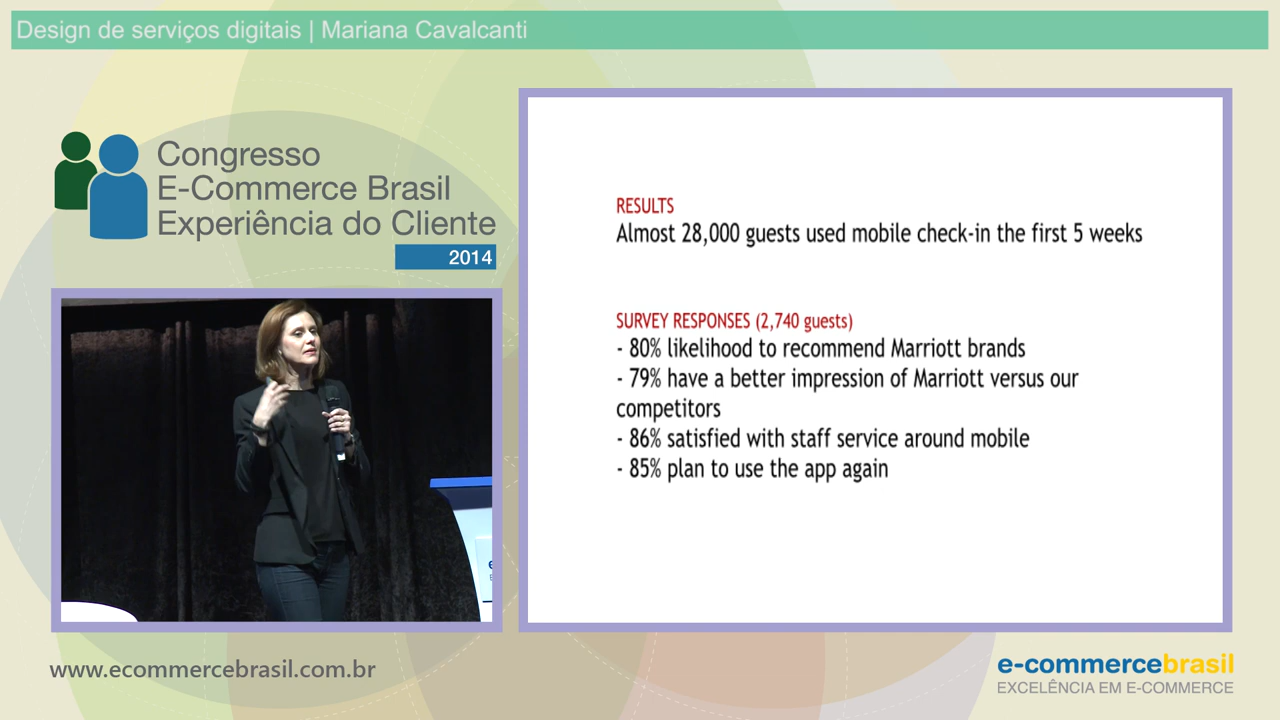 Design de serviços digitais | Mariana Cavalcanti
Congresso
E-Commerce Brasil
Experiência do Cliente
2014
RESULTS
Almost 28,000 guests used mobile check-in the first 5 weeks
SURVEY RESPONSES (2,740 guests)
- 80% likelihood to recommend Marriott brands
- 79% have a better impression of Marriott versus our
competitors
- 86% satisfied with staff service around mobile
- 85% plan to use the app again
www.ecommercebrasil.com.br
e-commercebrasil
EXCELÊNCIA EM E-COMMERCE